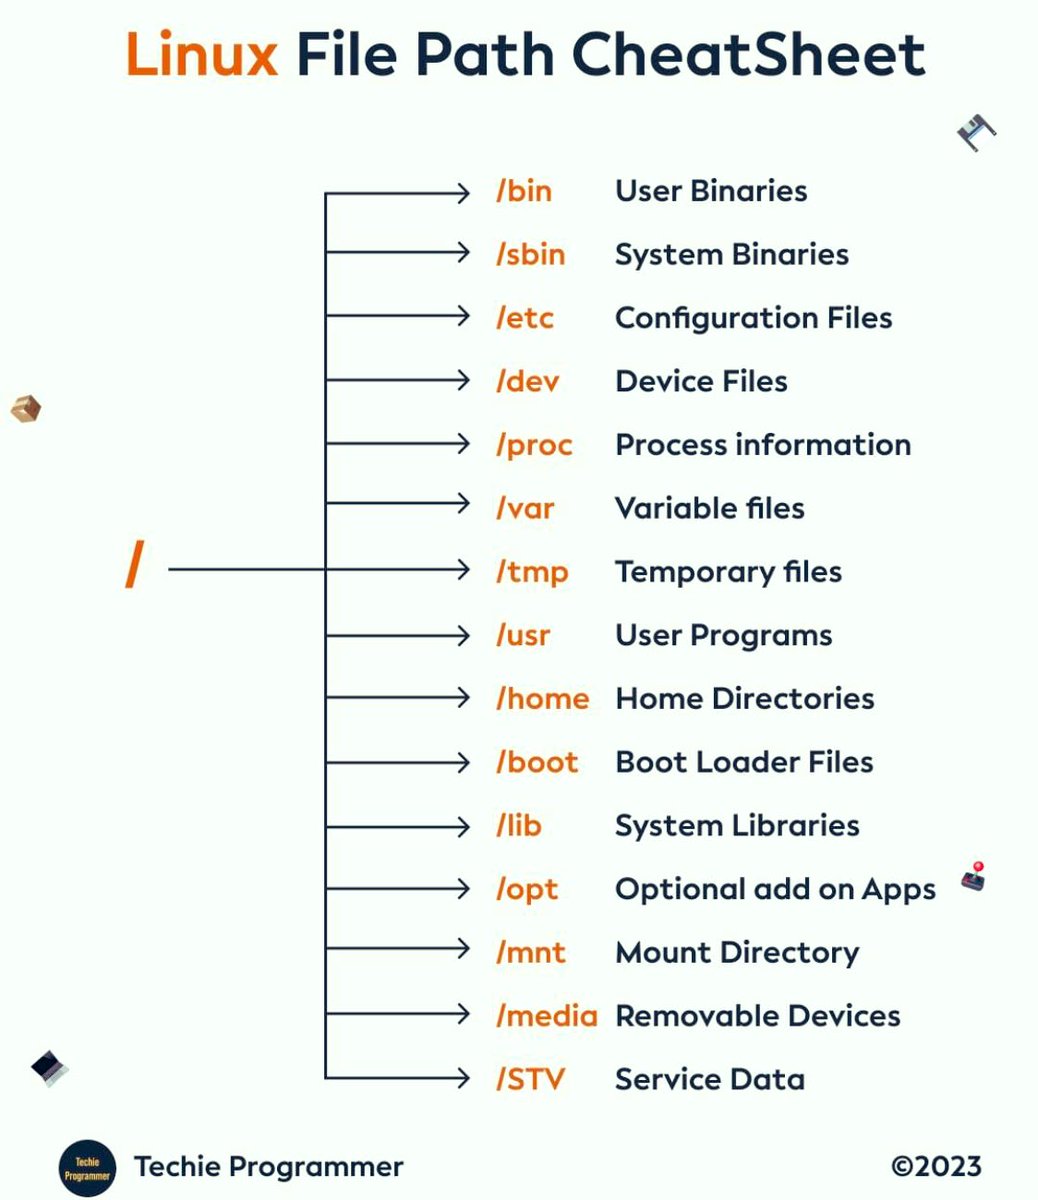 Linux File Path CheatSheet
/bin User Binaries
/sbin System Binaries
/etc Configuration Files
/dev Device Files
/proc Process information
/var Variable files
/ /tmp Temporary files
/usr User Programs
/home Home Directories
/boot Boot Loader Files
/lib System Libraries
/opt Optional add on Apps
/mnt Mount Directory
/media Removable Devices
/STV Service Data
Techie
Programmer
Techie Programmer ©2023